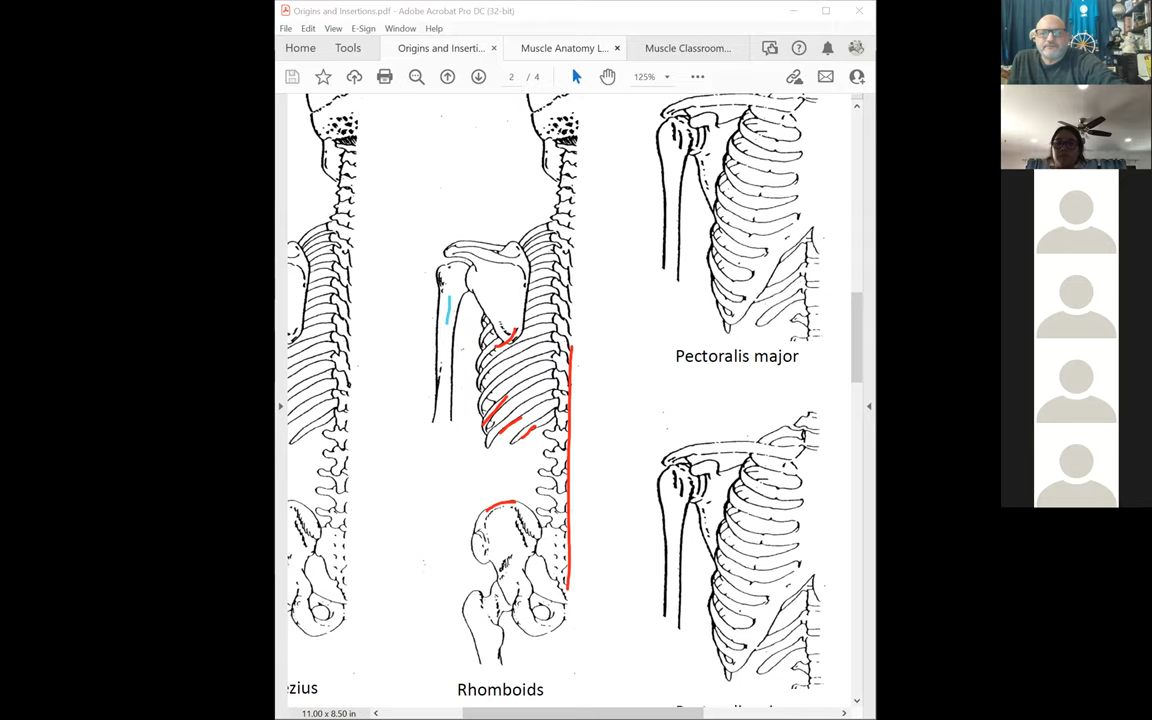 Origins and Insertions.pdf - Adobe Acrobat Pro DC (32-bit)
File Edit View E-Sign Window Help
Home Tools Origins and Inserti... × Muscle Anatomy L... × Muscle Classroom...
2 / 4 125%
Pectoralis major
ezius
Rhomboids
11.00 x 8.50 in